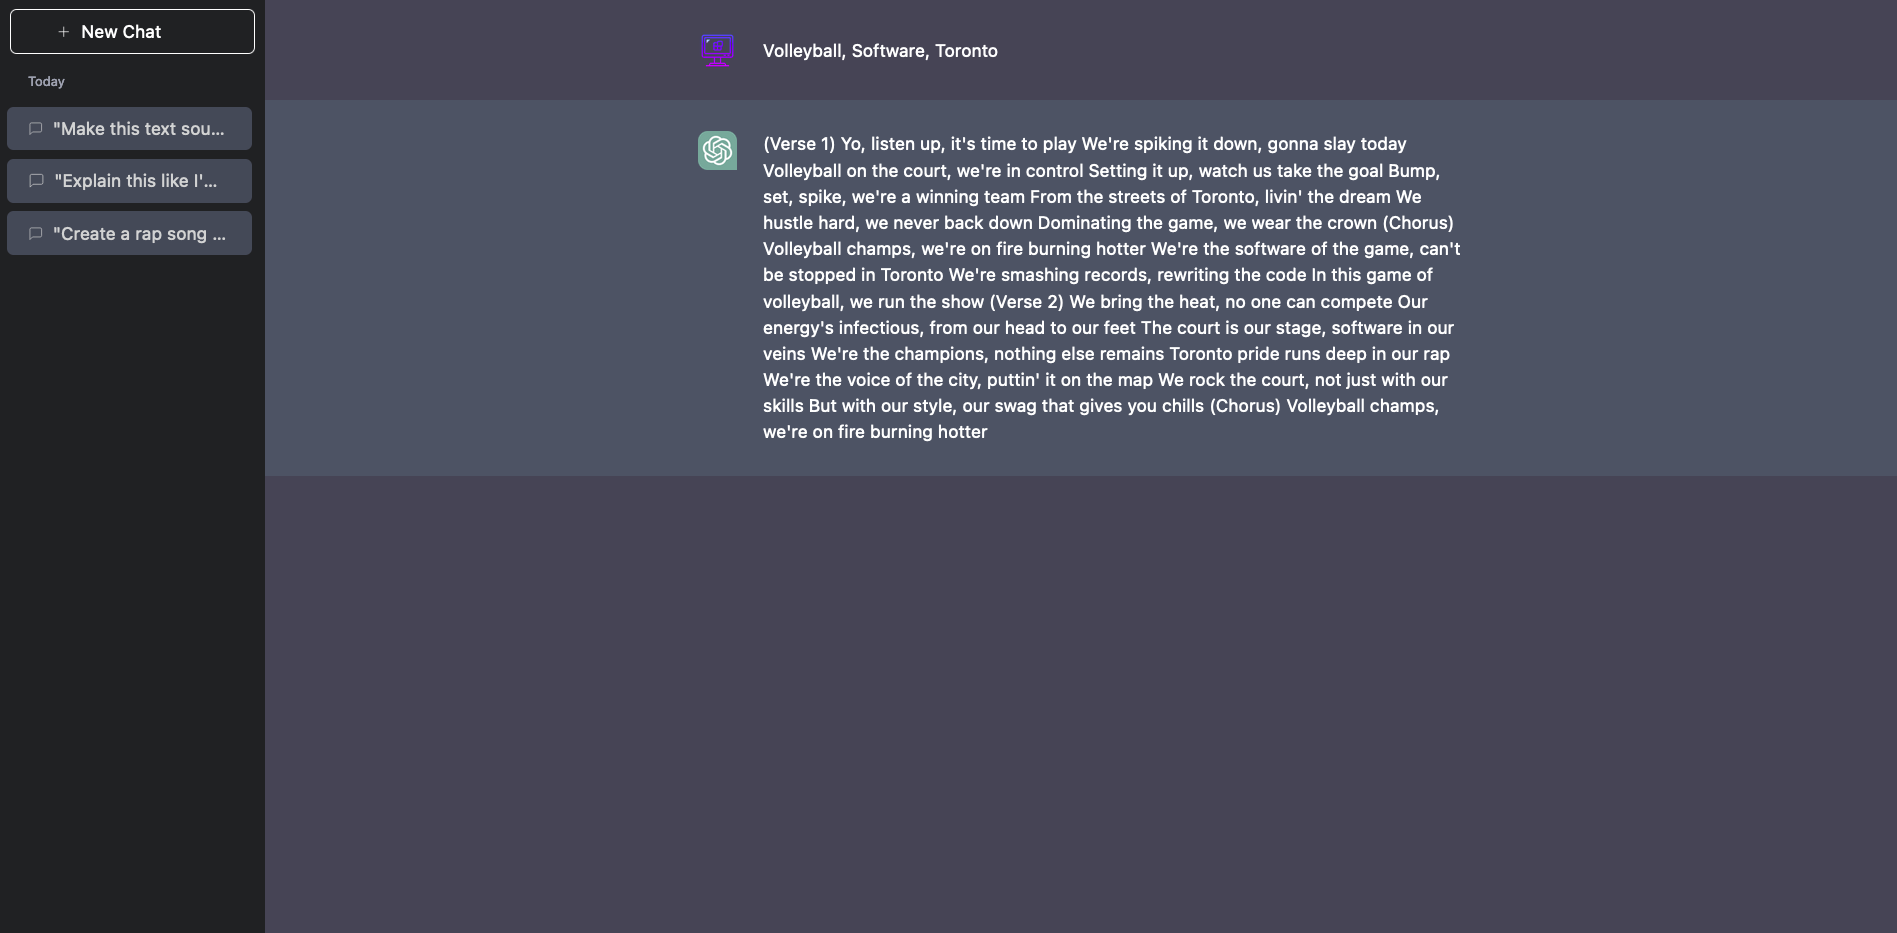 New Chat
Today
"Make this text sou...
"Explain this like I'...
"Create a rap song ...
Volleyball, Software, Toronto
(Verse 1) Yo, listen up, it's time to play We're spiking it down, gonna slay today
Volleyball on the court, we're in control Setting it up, watch us take the goal Bump,
set, spike, we're a winning team From the streets of Toronto, livin' the dream We
hustle hard, we never back down Dominating the game, we wear the crown (Chorus)
Volleyball champs, we're on fire burning hotter We're the software of the game, can't
be stopped in Toronto We're smashing records, rewriting the code In this game of
volleyball, we run the show (Verse 2) We bring the heat, no one can compete Our
energy's infectious, from our head to our feet The court is our stage, software in our
veins We're the champions, nothing else remains Toronto pride runs deep in our rap
We're the voice of the city, puttin' it on the map We rock the court, not just with our
skills But with our style, our swag that gives you chills (Chorus) Volleyball champs,
we're on fire burning hotter